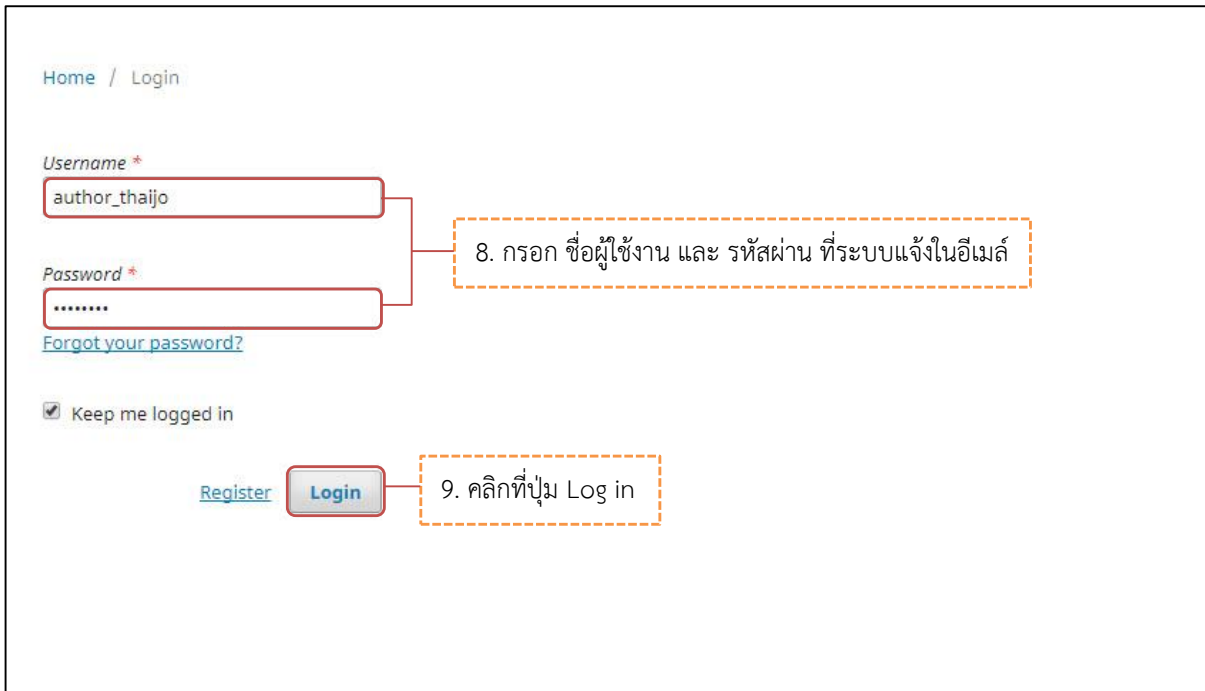 Home / Login
Username *
author_thaijo
8. กรอก ชื่อผู้ใช้งาน และ รหัสผ่าน ที่ระบบแจ้งในอีเมล์
Password *
••••••••
Forgot your password?
Keep me logged in
Register Login
9. คลิกที่ปุ่ม Log in